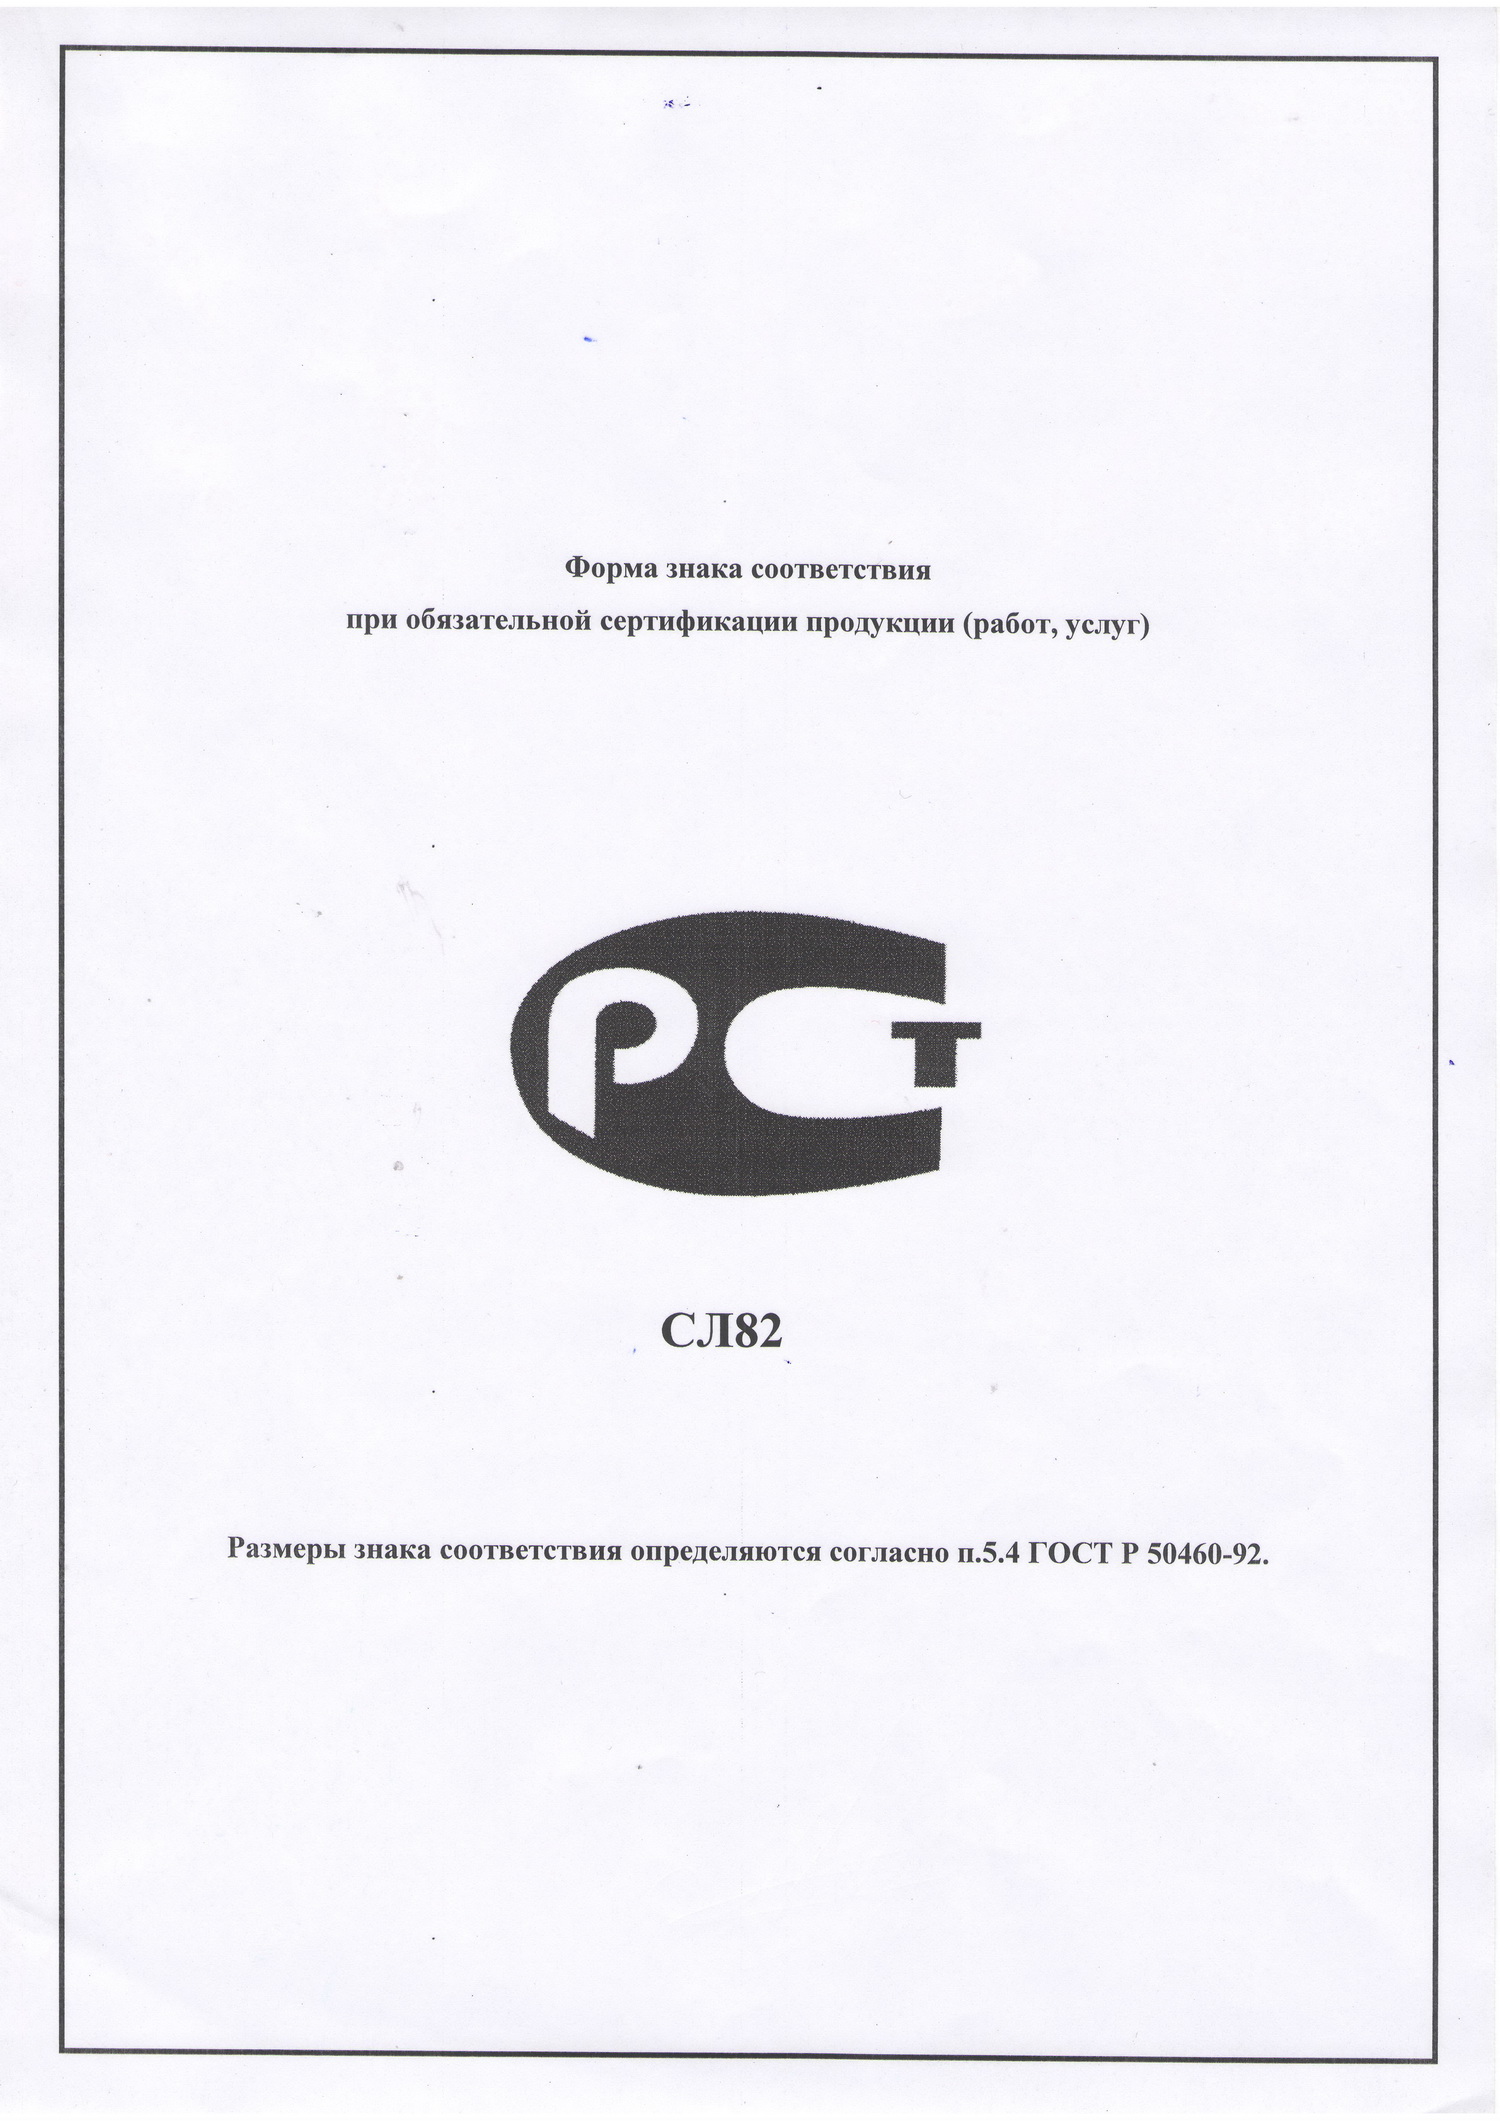 Форма знака соответствия
при обязательной сертификации продукции (работ, услуг)
РСТ
СЛ82
Размеры знака соответствия определяются согласно п.5.4 ГОСТ Р 50460-92.